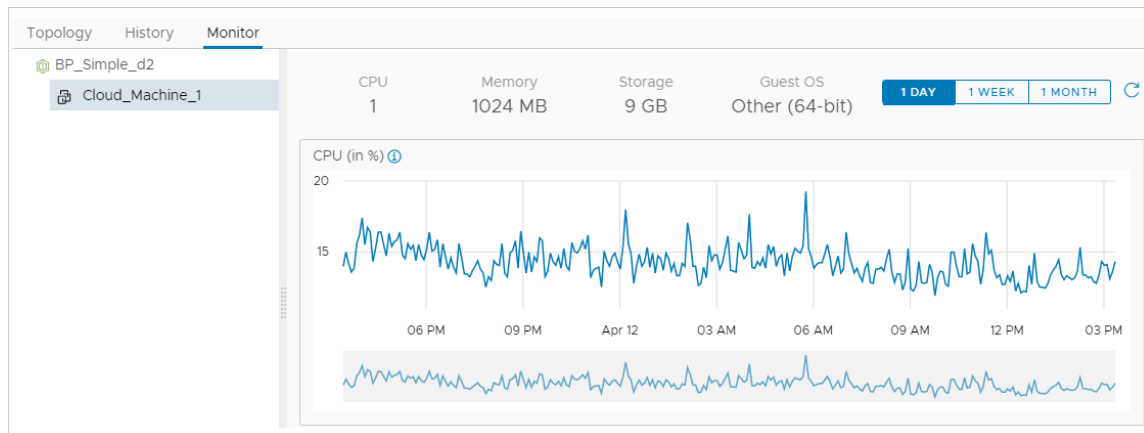 Topology History Monitor
BP_Simple_d2
Cloud_Machine_1
CPU Memory Storage Guest OS
1 1024 MB 9 GB Other (64-bit)
1 DAY 1 WEEK 1 MONTH
CPU (in %)
20
15
06 PM 09 PM Apr 12 03 AM 06 AM 09 AM 12 PM 03 PM